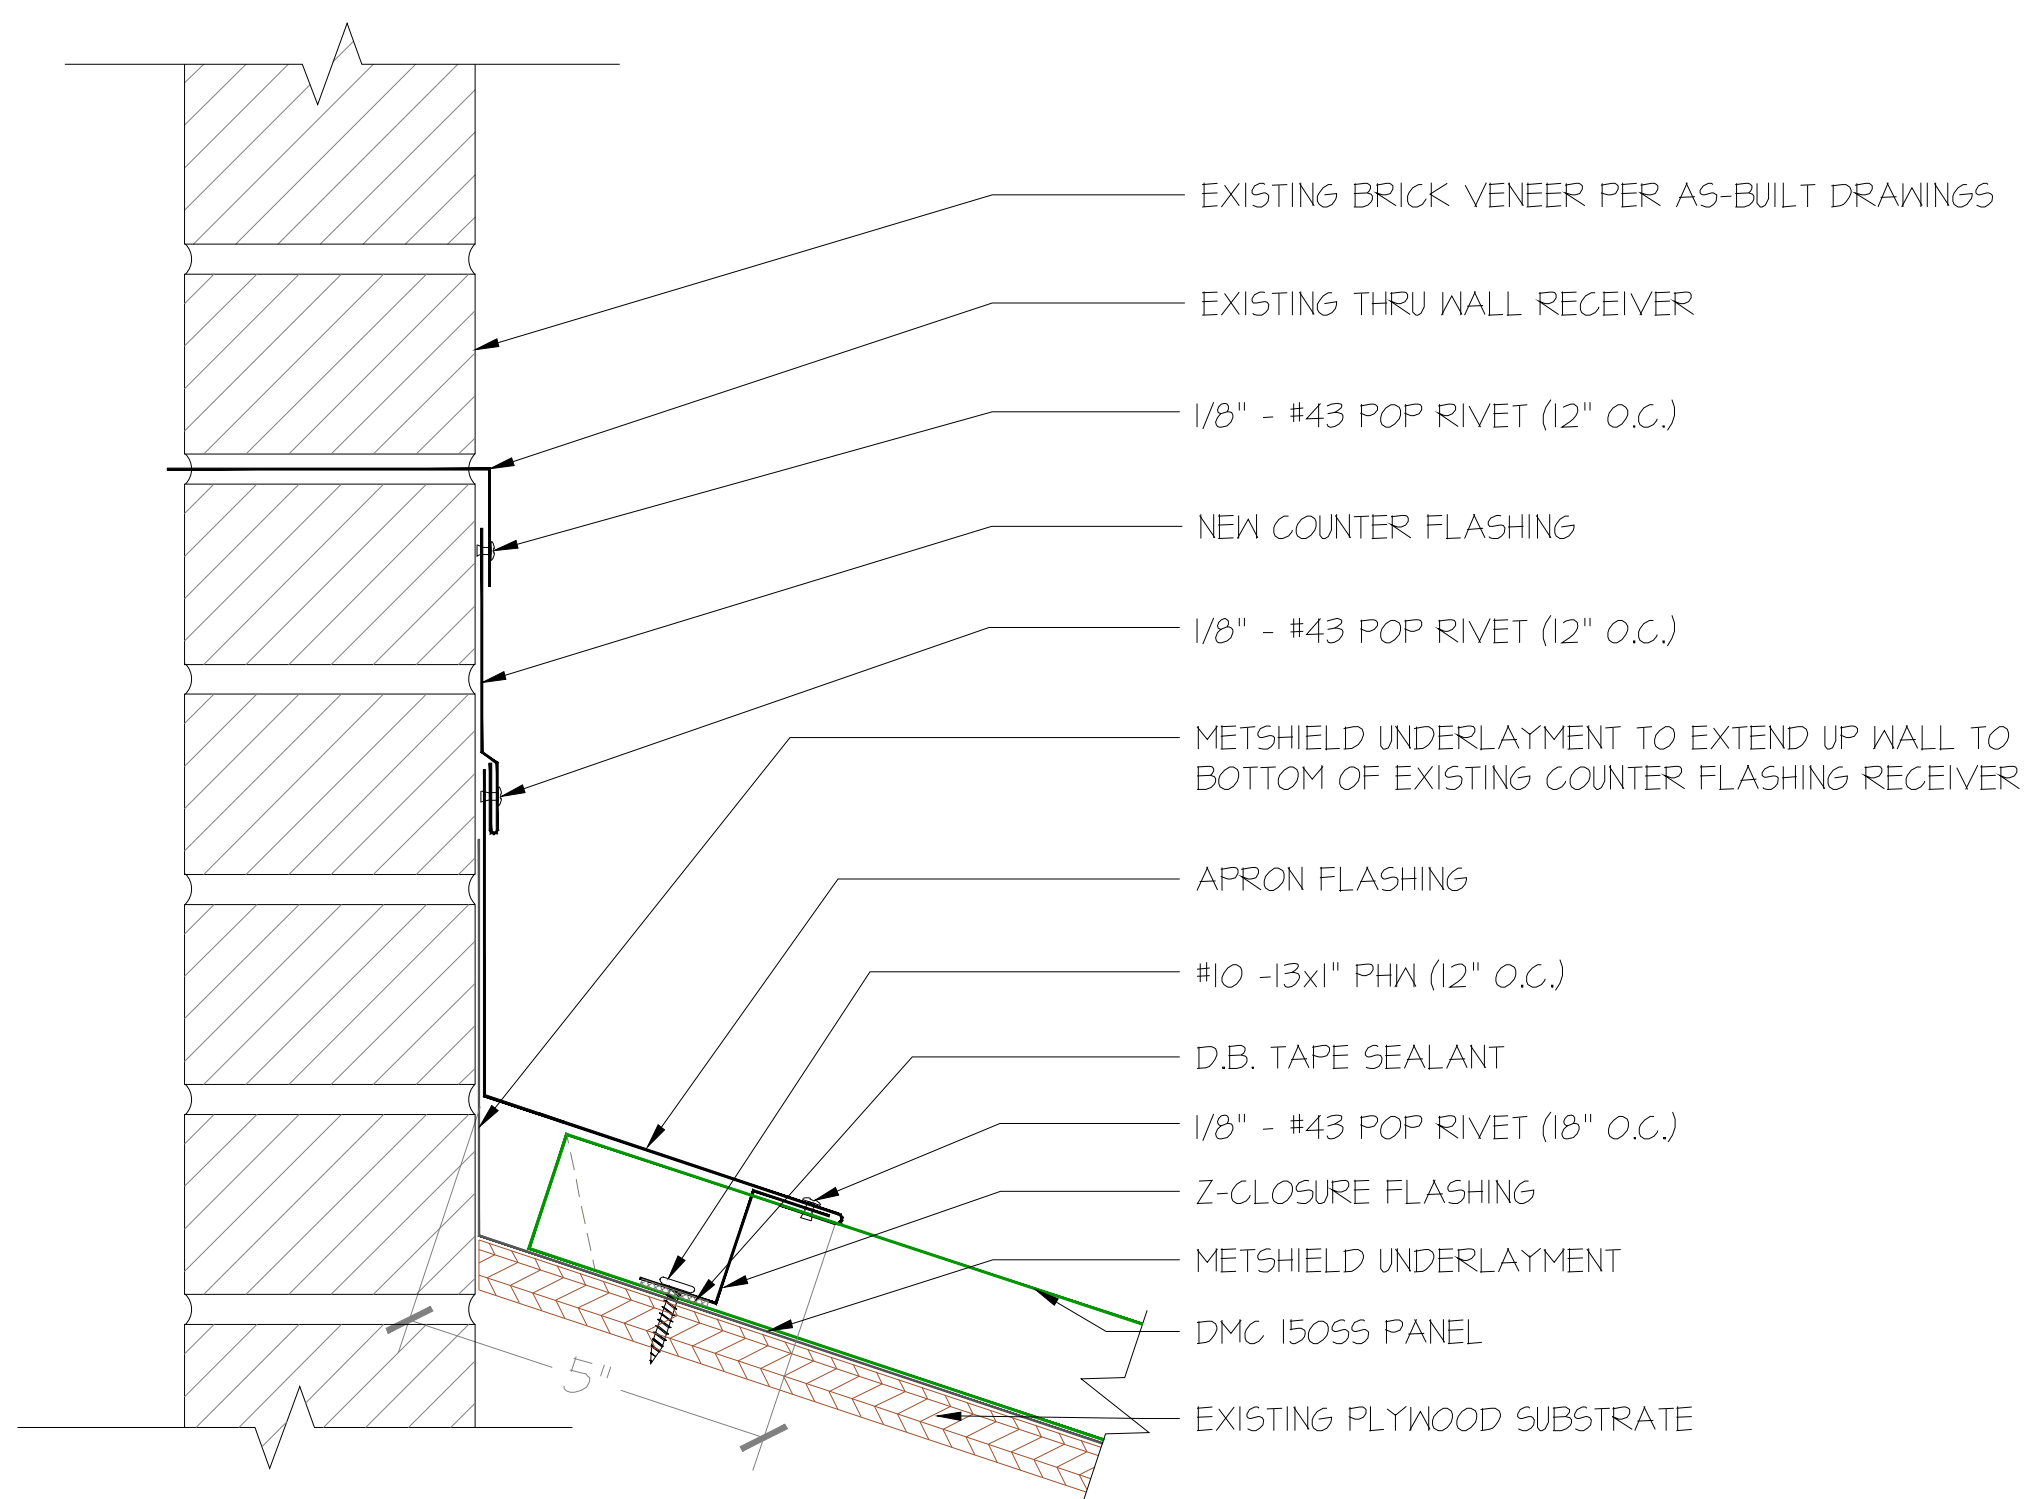 EXISTING BRICK VENEER PER AS-BUILT DRAWINGS
EXISTING THRU WALL RECEIVER
1/8" - #43 POP RIVET (12" O.C.)
NEW COUNTER FLASHING
1/8" - #43 POP RIVET (12" O.C.)
METSHIELD UNDERLAYMENT TO EXTEND UP WALL TO
BOTTOM OF EXISTING COUNTER FLASHING RECEIVER
APRON FLASHING
#10 -13x1" PHW (12" O.C.)
D.B. TAPE SEALANT
1/8" - #43 POP RIVET (18" O.C.)
Z-CLOSURE FLASHING
METSHIELD UNDERLAYMENT
DMC 150SS PANEL
5"
EXISTING PLYWOOD SUBSTRATE